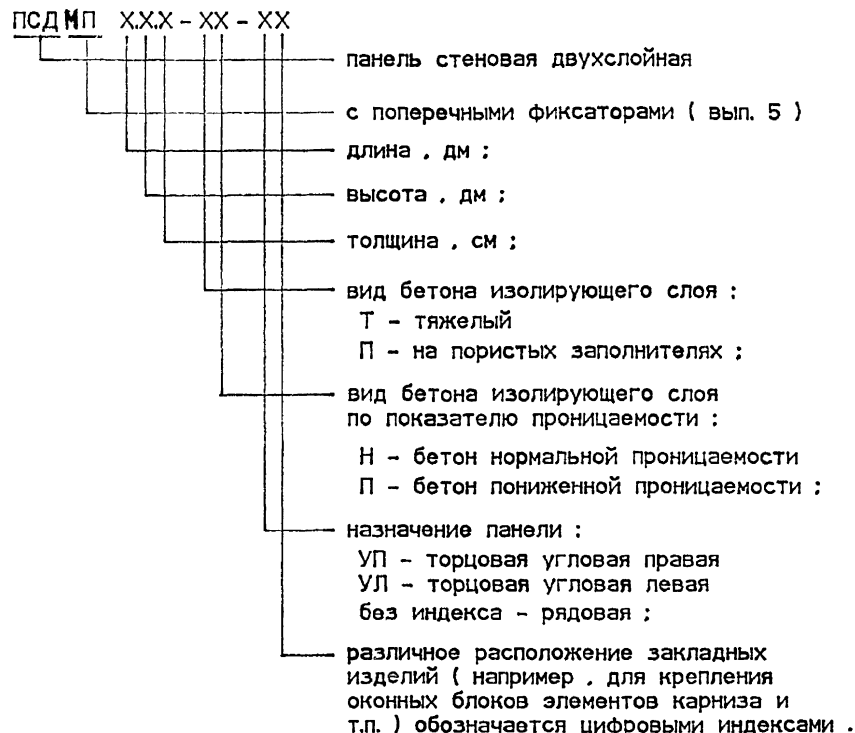 ПСДМП Х.Х.Х - ХХ - ХХ
панель стеновая двухслойная
с поперечными фиксаторами ( вып. 5 )
длина , дм ;
высота , дм ;
толщина , см ;
вид бетона изолирующего слоя :
Т - тяжелый
П - на пористых заполнителях ;
вид бетона изолирующего слоя
по показателю проницаемости :
Н - бетон нормальной проницаемости
П - бетон пониженной проницаемости ;
назначение панели :
УП - торцовая угловая правая
УЛ - торцовая угловая левая
без индекса - рядовая ;
различное расположение закладных
изделий ( например , для крепления
оконных блоков элементов карниза и
т.п. ) обозначается цифровыми индексами .